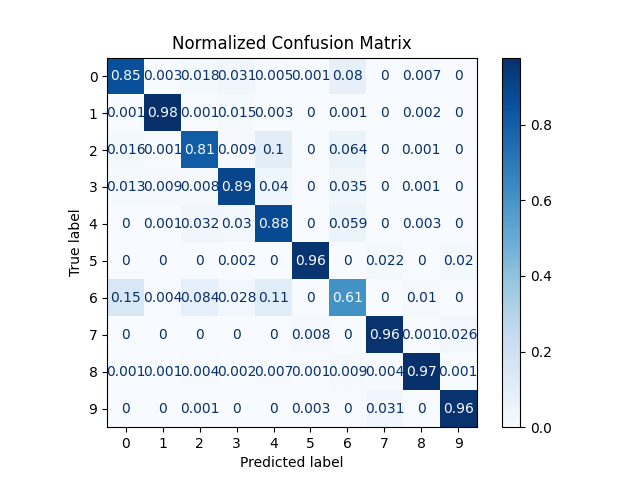 Normalized Confusion Matrix
0 0.85 0.003 0.018 0.031 0.005 0.001 0.08 0 0.007 0
1 0.001 0.98 0.001 0.015 0.003 0 0.001 0 0.002 0
2 0.016 0.001 0.81 0.009 0.1 0 0.064 0 0.001 0
3 0.013 0.009 0.008 0.89 0.04 0 0.035 0 0.001 0
4 0 0.001 0.032 0.03 0.88 0 0.059 0 0.003 0
5 0 0 0 0.002 0 0.96 0 0.022 0 0.02
6 0.15 0.004 0.084 0.028 0.11 0 0.61 0 0.01 0
7 0 0 0 0 0 0.008 0 0.96 0.001 0.026
8 0.001 0.001 0.004 0.002 0.007 0.001 0.009 0.004 0.97 0.001
9 0 0 0.001 0 0 0.003 0 0.031 0 0.96
0 1 2 3 4 5 6 7 8 9
Predicted label
True label
0.8
0.6
0.4
0.2
0.0